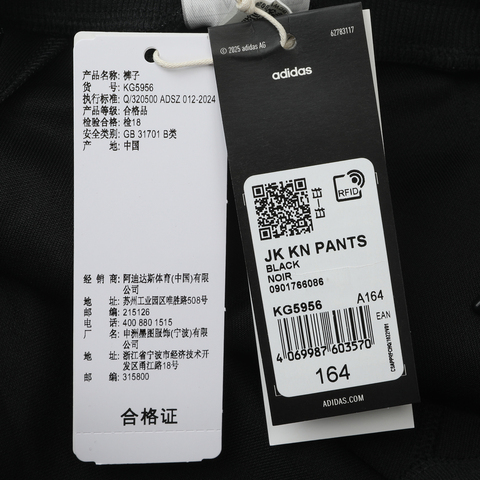 产品名称: 裤子
货 号: KG5956
执行标准: Q/320500 ADSZ 012-2024
产品等级: 合格品
检验合格: 检18
安全类别: GB 31701 B类
产 地: 中国
经 销 商: 阿迪达斯体育(中国)有限
公司
地 址: 苏州工业园区唯胜路508号
邮 编: 215126
电 话: 400 880 1515
厂 商: 申洲墨图服饰(宁波)有限
公司
地 址: 浙江省宁波市经济技术开
发区甬江路18号
邮 编: 315800
合格证
© 2025 adidas AG
62783117
adidas
RFID
11-11
JK KN PANTS
BLACK
NOIR
0901766086
KG5956 A164
EAN
4 069987 603570
164
ADIDAS.COM